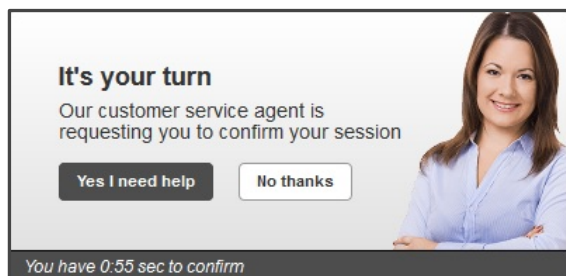 It's your turn
Our customer service agent is
requesting you to confirm your session
Yes I need help
No thanks
You have 0:55 sec to confirm